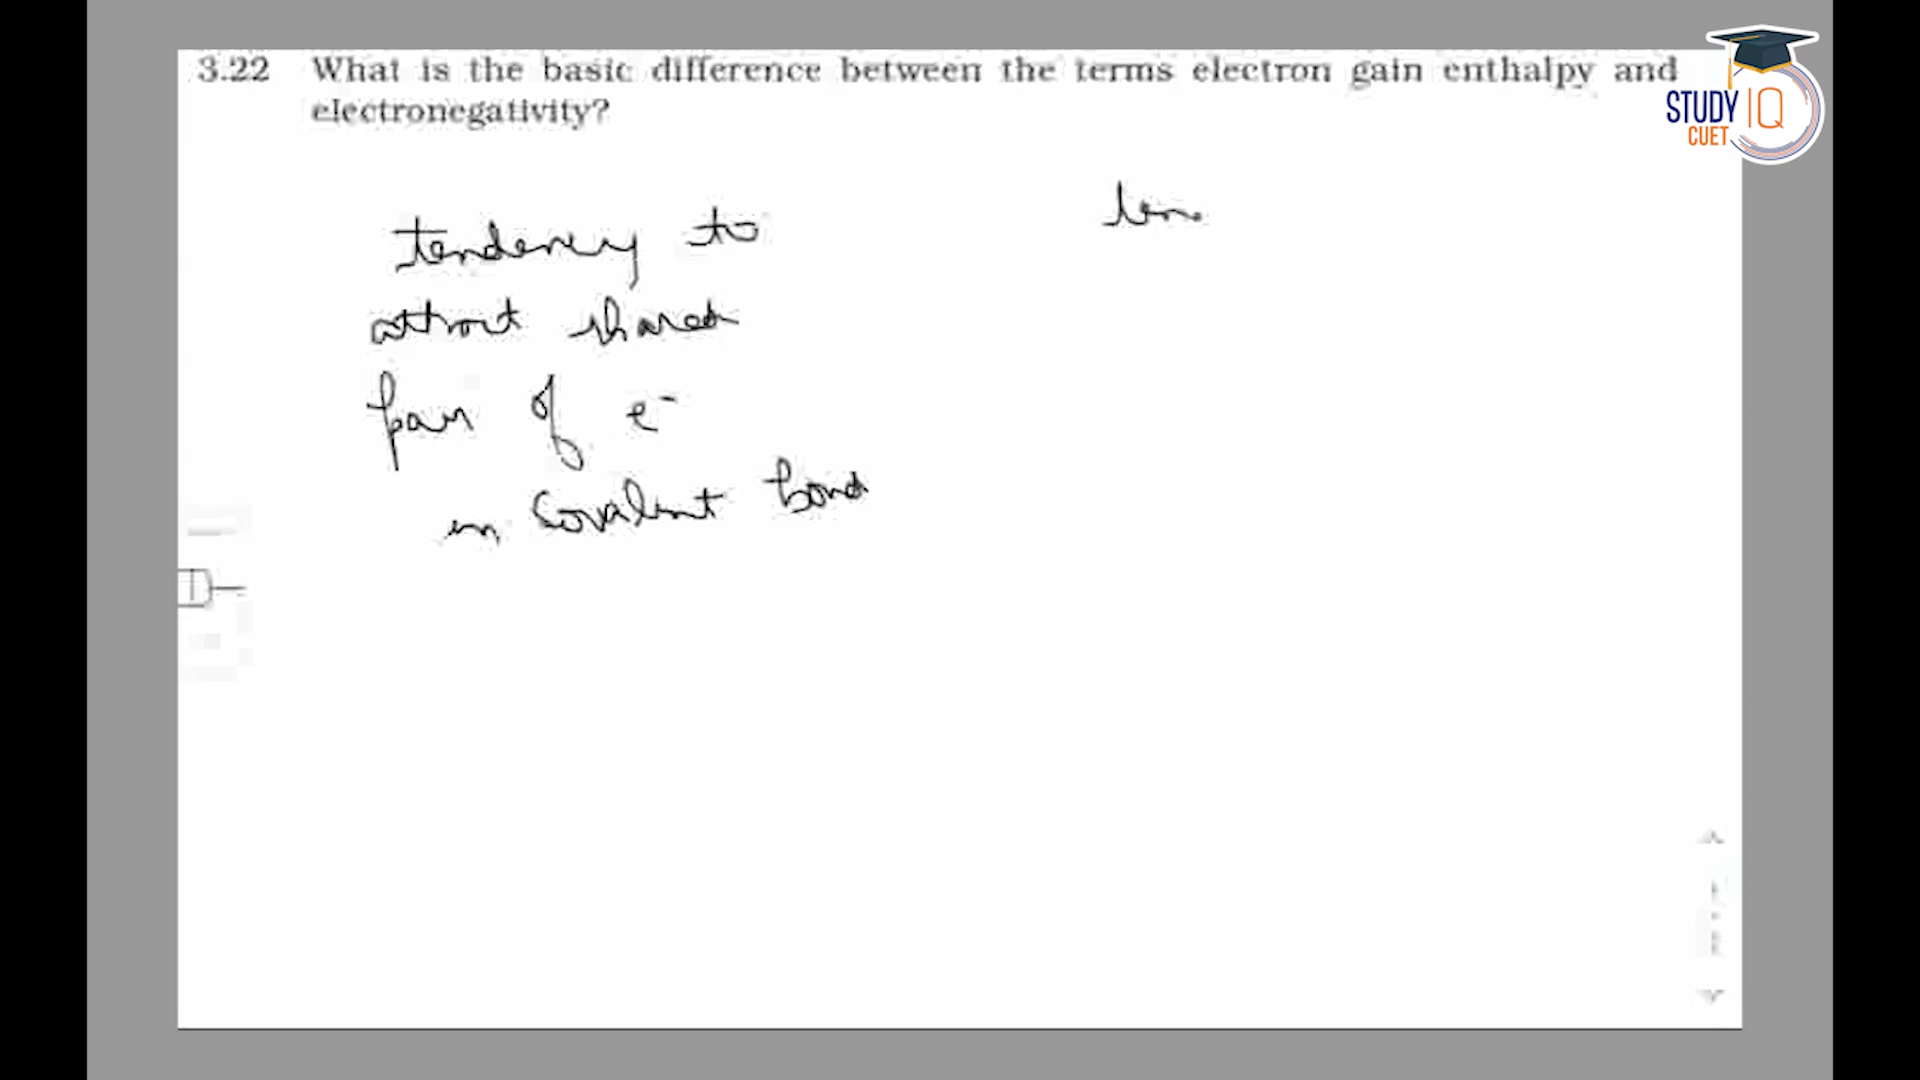 3.22 What is the basic difference between the terms electron gain enthalpy and
electronegativity?
STUDY IQ
CUET
tendency to
attract shared
pair of e⁻
in covalent bond